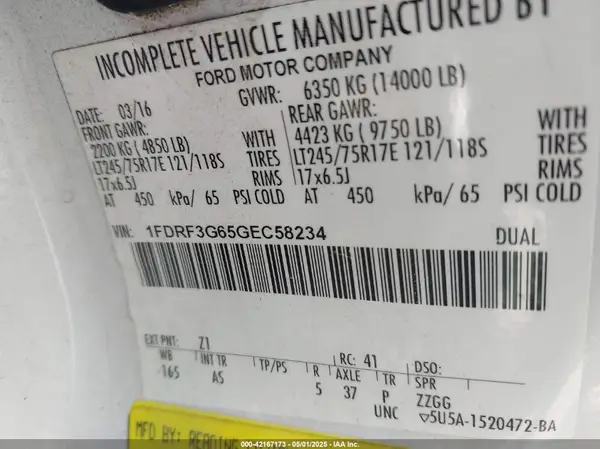 INCOMPLETE VEHICLE MANUFACTURED BY
FORD MOTOR COMPANY
DATE: 03/16 GVWR: 6350 KG (14000 LB)
FRONT GAWR: REAR GAWR:
2200 KG ( 4850 LB) WITH 4423 KG ( 9750 LB) WITH
LT245/75R17E 121/118S TIRES LT245/75R17E 121/118S TIRES
17x6.5J RIMS 17x6.5J RIMS
AT 450 kPa/ 65 PSI COLD AT 450 kPa/ 65 PSI COLD
VIN: 1FDRF3G65GEC58234 DUAL
EXT PNT: Z1 RC: 41 DSO:
WB INT TR TP/PS R AXLE TR SPR
165 AS 5 37 P ZZGG
UNC ▽5U5A-1520472-BA
MFD BY: READING
000-42167173 - 05/01/2025 - IAA Inc.